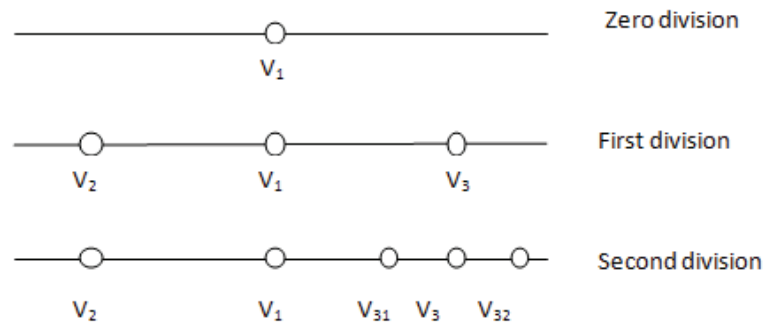 Zero division
V₁
First division
V₂ V₁ V₃
Second division
V₂ V₁ V₃₁ V₃ V₃₂